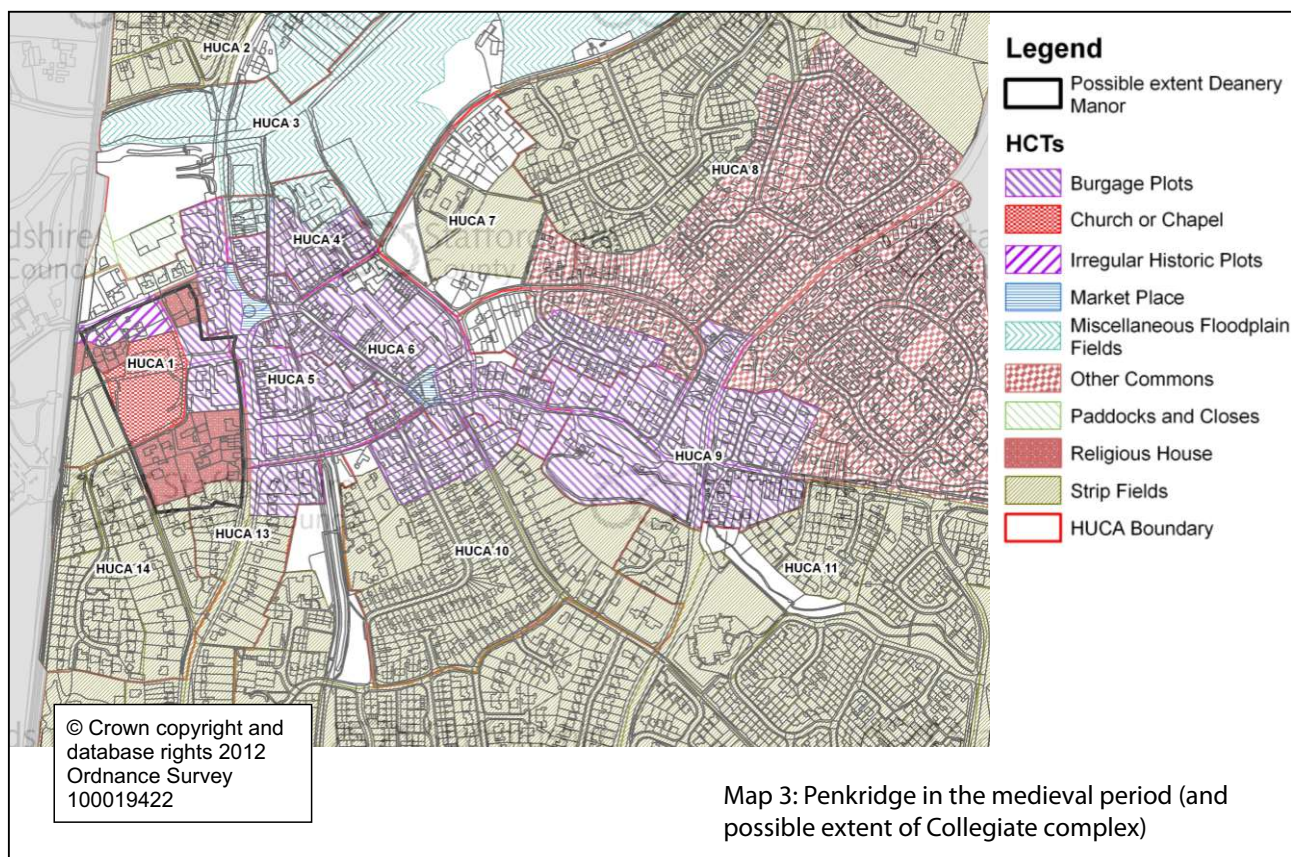 HUCA 2
HUCA 3
HUCA 8
HUCA 7
HUCA 4
HUCA 6
HUCA 1
HUCA 5
HUCA 9
HUCA 13
HUCA 10
HUCA 14
HUCA 11
Legend
Possible extent Deanery
Manor
HCTs
Burgage Plots
Church or Chapel
Irregular Historic Plots
Market Place
Miscellaneous Floodplain
Fields
Other Commons
Paddocks and Closes
Religious House
Strip Fields
HUCA Boundary
© Crown copyright and
database rights 2012
Ordnance Survey
100019422
Map 3: Penkridge in the medieval period (and
possible extent of Collegiate complex)